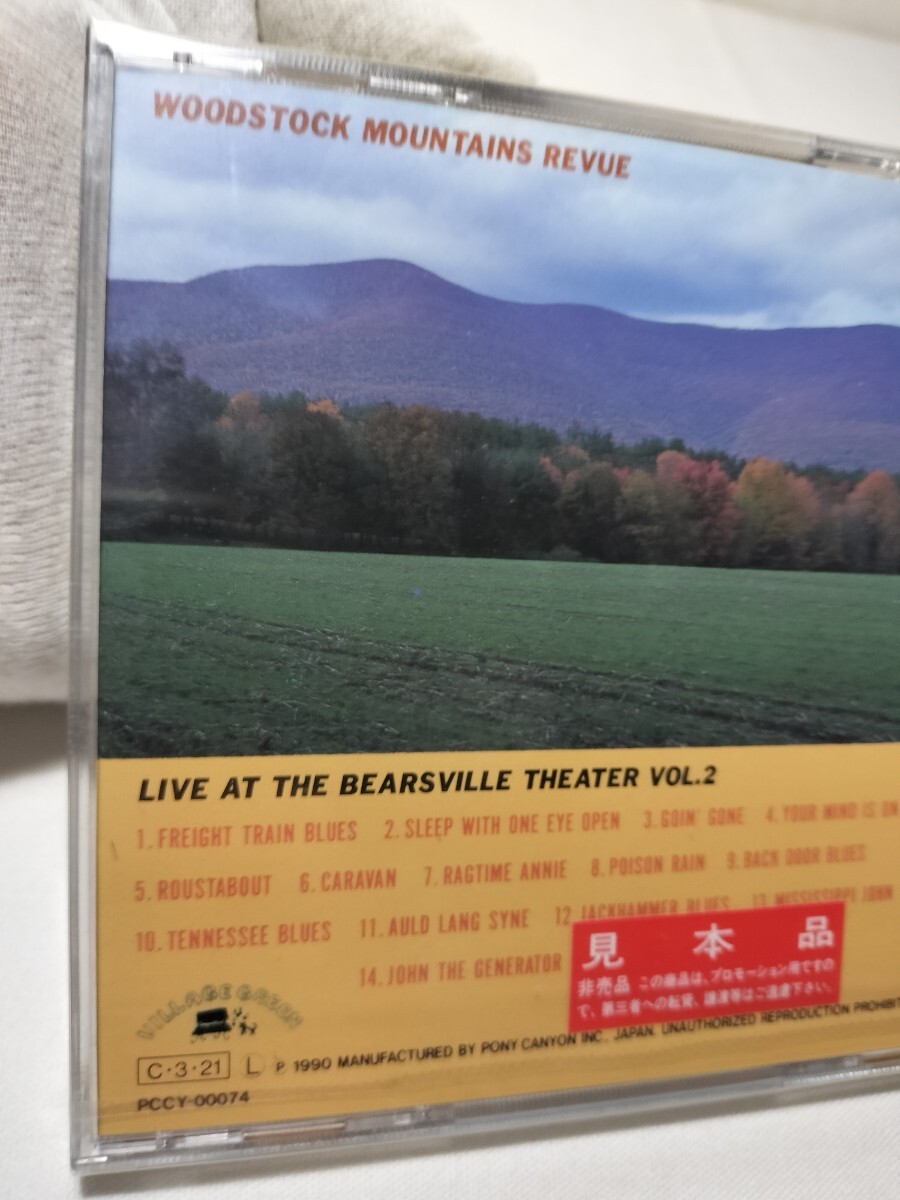 WOODSTOCK MOUNTAINS REVUE
LIVE AT THE BEARSVILLE THEATER VOL.2
1. FREIGHT TRAIN BLUES 2. SLEEP WITH ONE EYE OPEN 3. GOIN' GONE 4. YOUR MIND IS ON
5. ROUSTABOUT 6. CARAVAN 7. RAGTIME ANNIE 8. POISON RAIN 9. BACK DOOR BLUES
10. TENNESSEE BLUES 11. AULD LANG SYNE 12 JACKHAMMER BLUES 13 MISSISSIPPI JOHN
14. JOHN THE GENERATOR
見本品
非売品 この商品は、プロモーション用ですの
で、第三者への転貸、譲渡等はご遠慮下さい。
VILLAGE GREEN
C・3・21 L P 1990 MANUFACTURED BY PONY CANYON INC., JAPAN. UNAUTHORIZED REPRODUCTION PROHIBIT
PCCY-00074